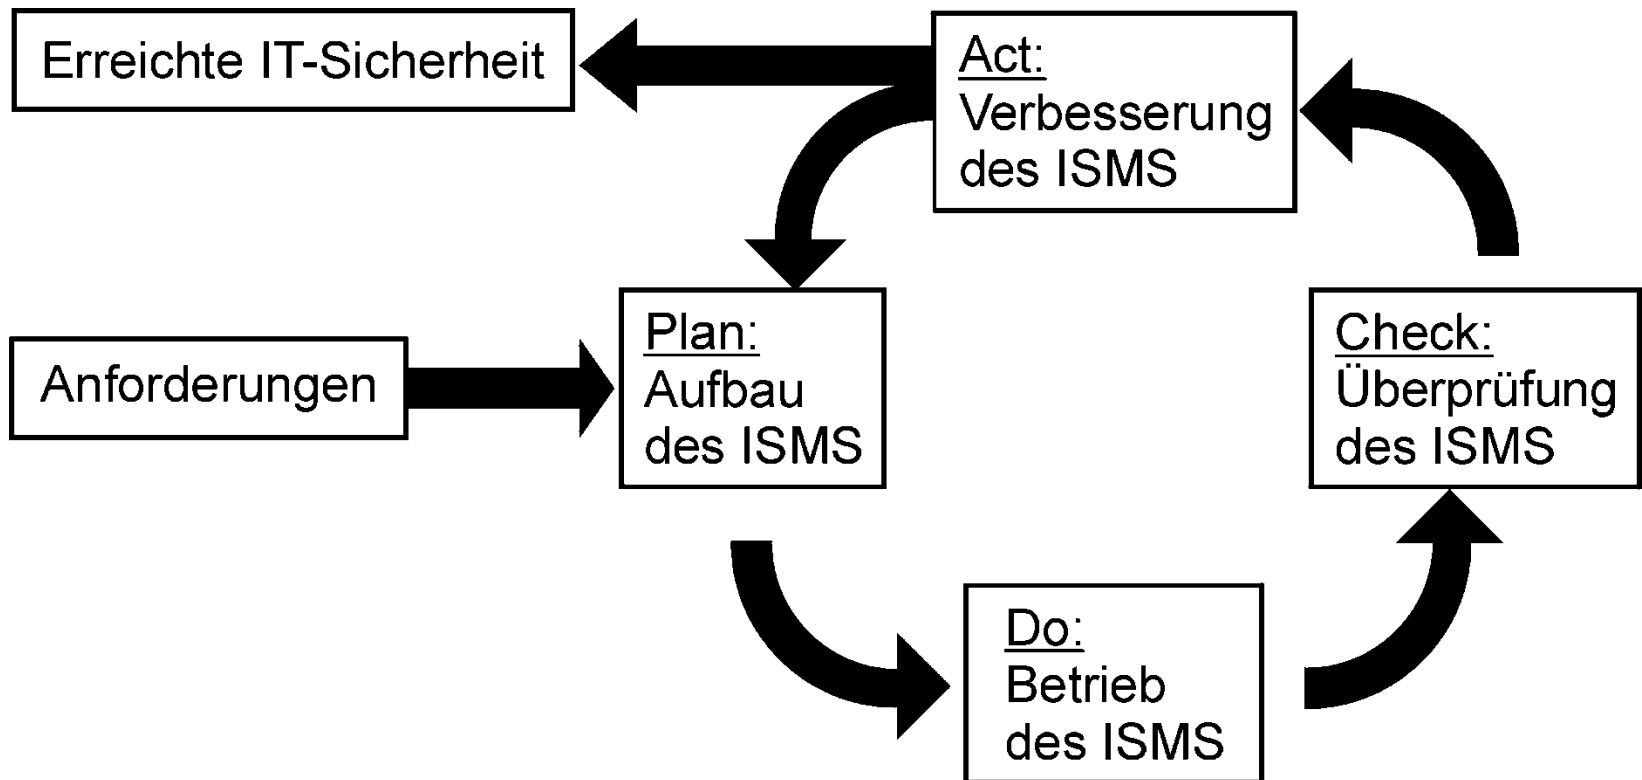 Erreichte IT-Sicherheit
Act:
Verbesserung
des ISMS
Anforderungen
Plan:
Aufbau
des ISMS
Check:
Überprüfung
des ISMS
Do:
Betrieb
des ISMS